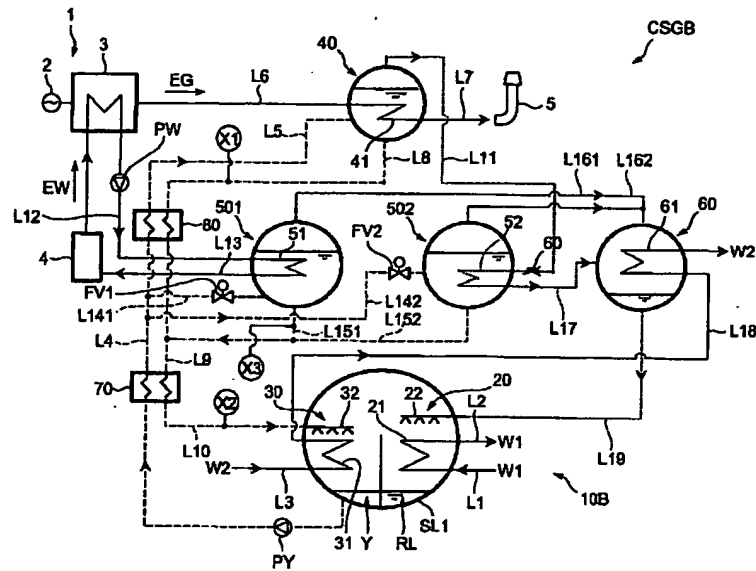 1
CSGB
3
40
2
EG
L6
L7
5
X1
L5
41
L8
L11
PW
EW
L161
L162
L12
80
501
51
502
52
61
60
FV2
60
W2
4
L13
FV1
L141
L142
L17
L4
L9
L151
L152
L18
X3
70
X2
30
32
21
22
20
L2
W1
L10
L19
W2
W1
L3
L1
10B
31
Y
RL
SL1
PY